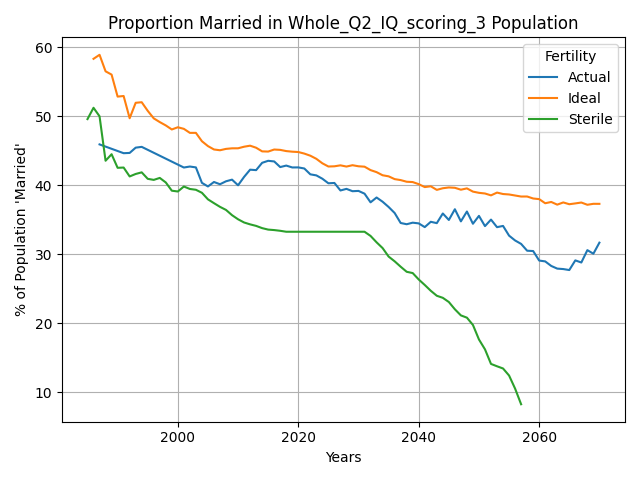 Proportion Married in Whole_Q2_IQ_scoring_3 Population
% of Population 'Married'
60
50
40
30
20
10
Fertility
Actual
Ideal
Sterile
2000
2020
2040
2060
Years